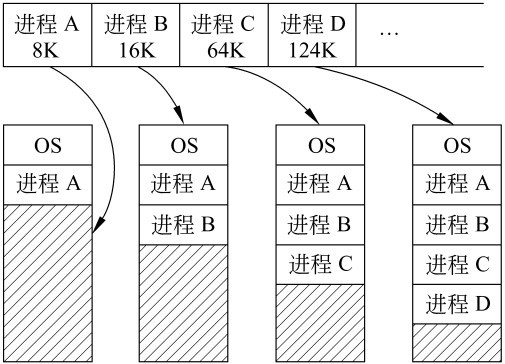 进程 A 进程 B 进程 C 进程 D …
8K 16K 64K 124K
OS OS OS OS
进程 A 进程 A 进程 A 进程 A
进程 B 进程 B 进程 B
进程 C 进程 C
进程 D